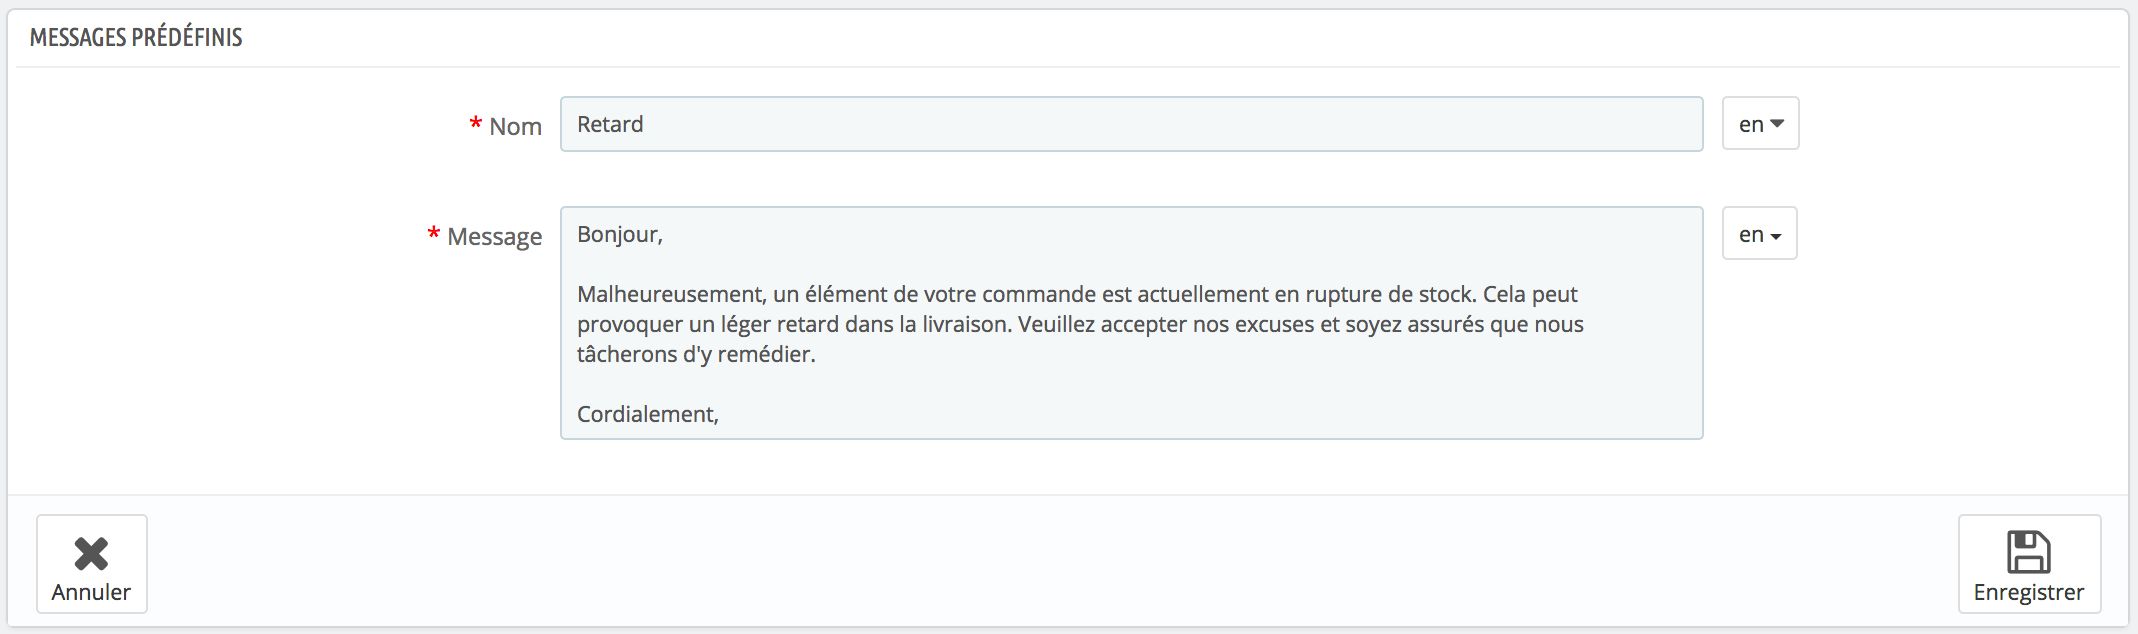 MESSAGES PRÉDÉFINIS
* Nom
Retard
en
* Message
Bonjour,
en
Malheureusement, un élément de votre commande est actuellement en rupture de stock. Cela peut
provoquer un léger retard dans la livraison. Veuillez accepter nos excuses et soyez assurés que nous
tâcherons d'y remédier.
Cordialement,
Annuler
Enregistrer